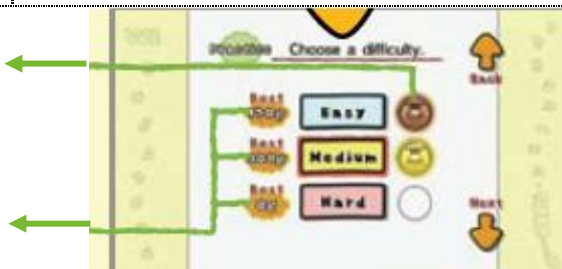 Choose a difficulty.
Back
Best
Easy
Best
Medium
Best
Hard
Next